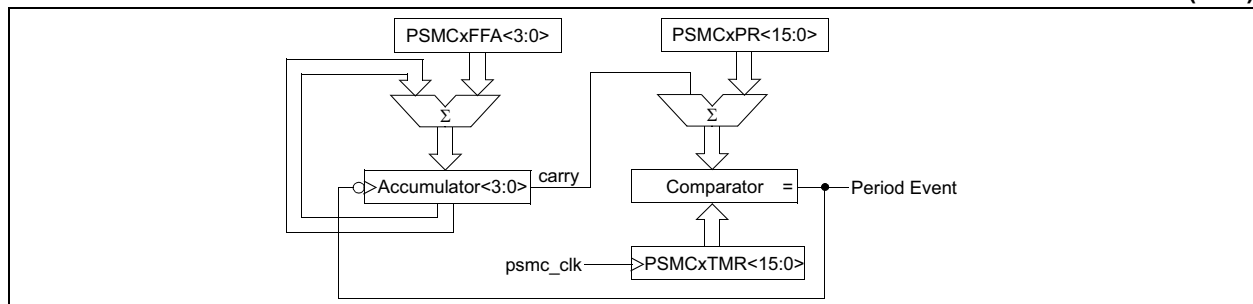 PSMCxFFA<3:0>
PSMCxPR<15:0>
Σ
Σ
Accumulator<3:0>
carry
Comparator =
Period Event
psmc_clk
PSMCxTMR<15:0>